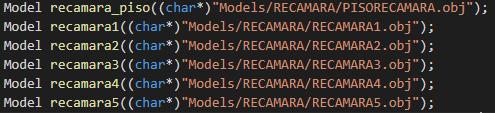 Model recamara_piso((char*)"Models/RECAMARA/PISORECAMARA.obj");
Model recamara1((char*)"Models/RECAMARA/RECAMARA1.obj");
Model recamara2((char*)"Models/RECAMARA/RECAMARA2.obj");
Model recamara3((char*)"Models/RECAMARA/RECAMARA3.obj");
Model recamara4((char*)"Models/RECAMARA/RECAMARA4.obj");
Model recamara5((char*)"Models/RECAMARA/RECAMARA5.obj");